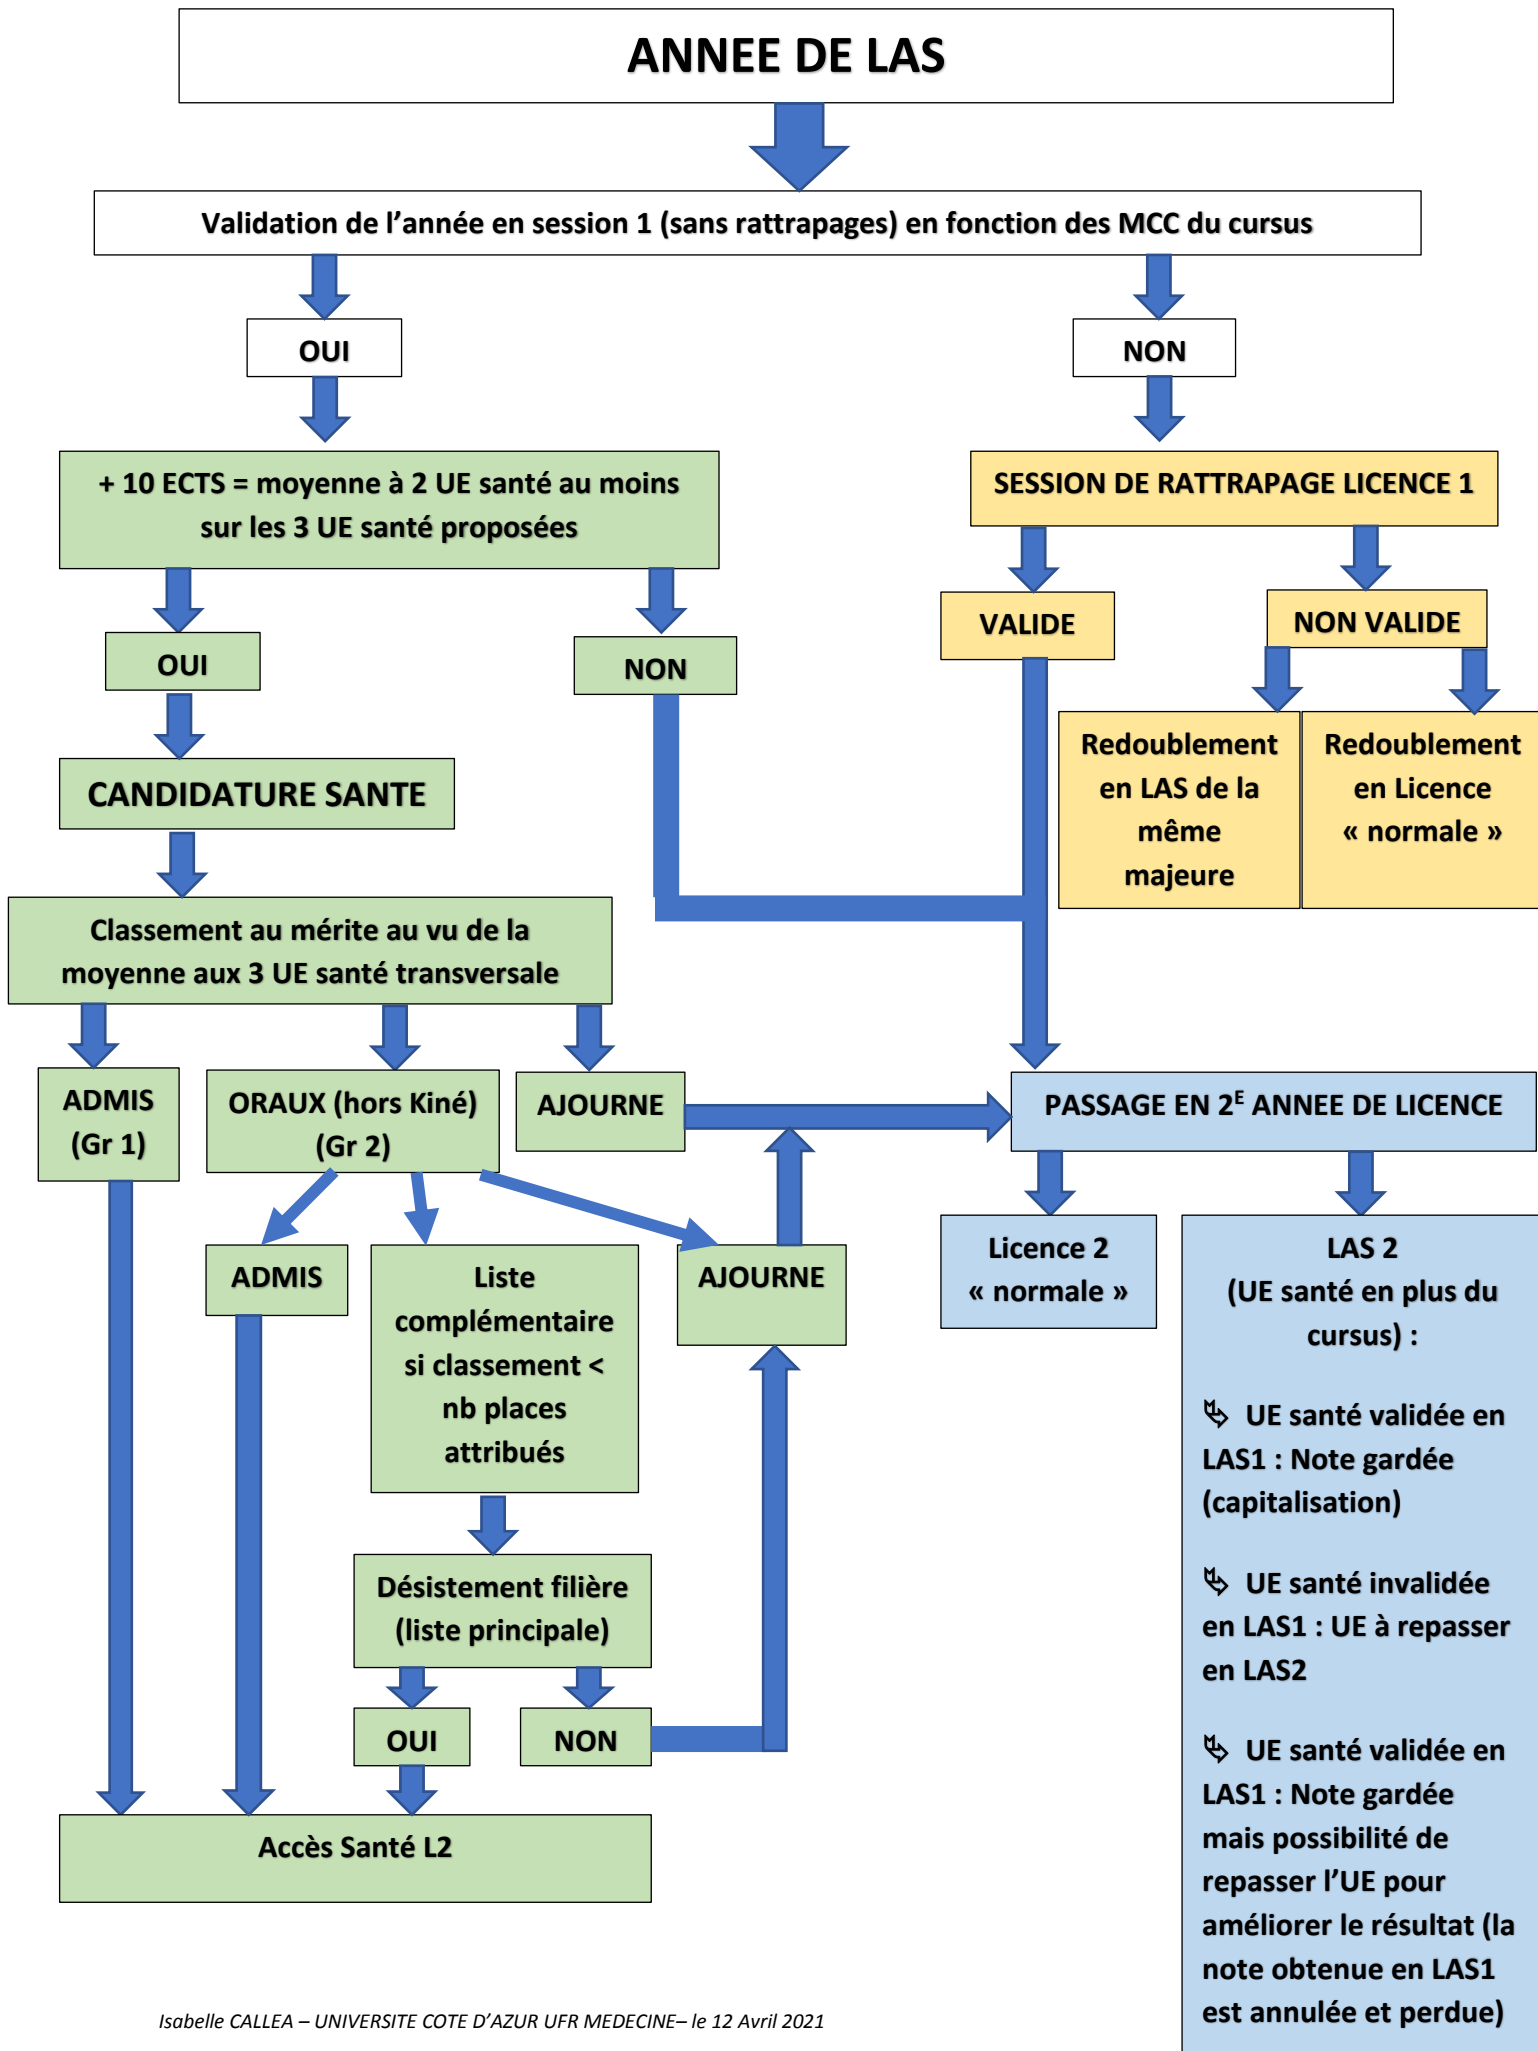 ANNEE DE LAS
Validation de l’année en session 1 (sans rattrapages) en fonction des MCC du cursus
OUI
NON
+ 10 ECTS = moyenne à 2 UE santé au moins
sur les 3 UE santé proposées
SESSION DE RATTRAPAGE LICENCE 1
OUI
NON
VALIDE
NON VALIDE
CANDIDATURE SANTE
Redoublement
en LAS de la
même
majeure
Redoublement
en Licence
« normale »
Classement au mérite au vu de la
moyenne aux 3 UE santé transversale
ADMIS
(Gr 1)
ORAUX (hors Kiné)
(Gr 2)
AJOURNE
PASSAGE EN 2E ANNEE DE LICENCE
ADMIS
Liste
complémentaire
si classement <
nb places
attribués
AJOURNE
Licence 2
« normale »
LAS 2
(UE santé en plus du
cursus) :
UE santé validée en
LAS1 : Note gardée
(capitalisation)
UE santé invalidée
en LAS1 : UE à repasser
en LAS2
UE santé validée en
LAS1 : Note gardée
mais possibilité de
repasser l’UE pour
améliorer le résultat (la
note obtenue en LAS1
est annulée et perdue)
Désistement filière
(liste principale)
OUI
NON
Accès Santé L2
Isabelle CALLEA – UNIVERSITE COTE D’AZUR UFR MEDECINE– le 12 Avril 2021